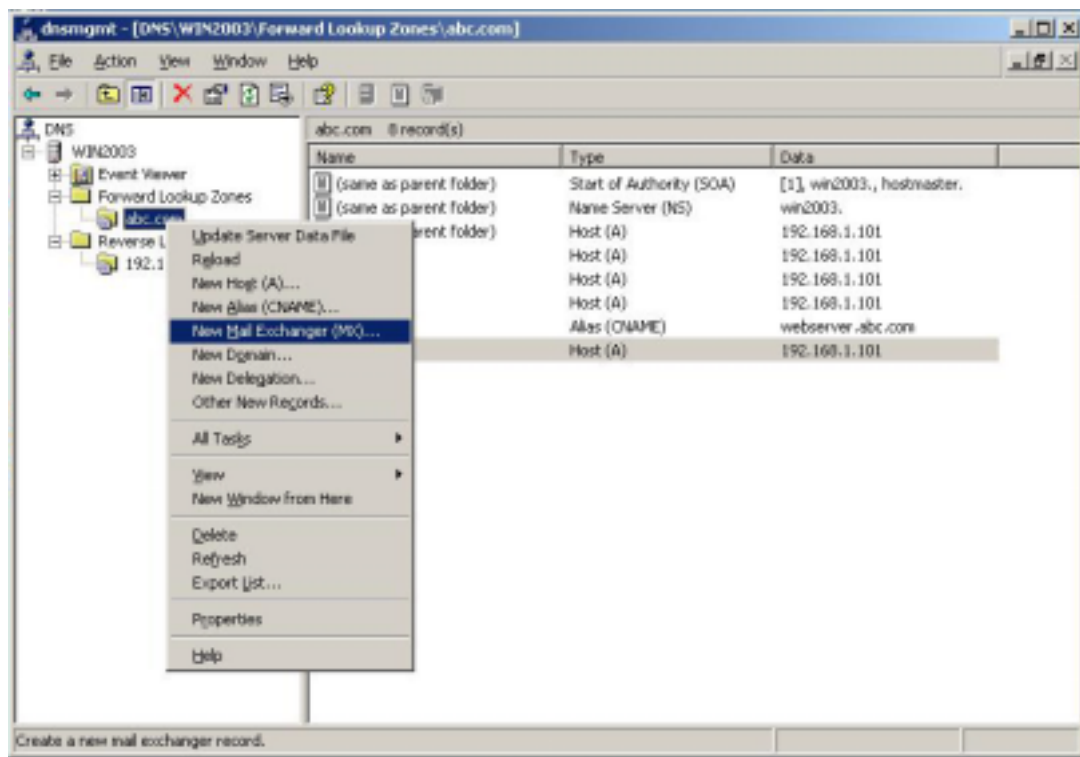 dnsmgmt - [DNS\WIN2003\Forward Lookup Zones\abc.com]
File Action View Window Help
DNS
WIN2003
Event Viewer
Forward Lookup Zones
abc.com
Reverse L
192.1
abc.com 8 record(s)
Name Type Data
(same as parent folder) Start of Authority (SOA) [1], win2003., hostmaster.
(same as parent folder) Name Server (NS) win2003.
arent folder) Host (A) 192.168.1.101
Host (A) 192.168.1.101
Host (A) 192.168.1.101
Host (A) 192.168.1.101
Alias (CNAME) webserver.abc.com
Host (A) 192.168.1.101
Update Server Data File
Reload
New Host (A)...
New Alias (CNAME)...
New Mail Exchanger (MX)...
New Domain...
New Delegation...
Other New Records...
All Tasks
View
New Window from Here
Delete
Refresh
Export List...
Properties
Help
Create a new mail exchanger record.